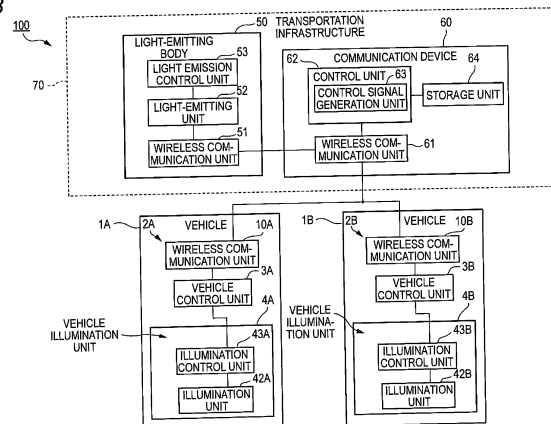 100
50
TRANSPORTATION
INFRASTRUCTURE
60
LIGHT-EMITTING
BODY
53
LIGHT EMISSION
CONTROL UNIT
52
LIGHT-EMITTING
UNIT
51
WIRELESS COM-
MUNICATION UNIT
70
COMMUNICATION DEVICE
62
CONTROL UNIT
63
CONTROL SIGNAL
GENERATION UNIT
64
STORAGE UNIT
WIRELESS COM-
MUNICATION UNIT
61
1A
2A
VEHICLE
10A
WIRELESS COM-
MUNICATION UNIT
3A
VEHICLE
CONTROL UNIT
4A
VEHICLE
ILLUMINATION
UNIT
43A
ILLUMINATION
CONTROL UNIT
42A
ILLUMINATION
UNIT
1B
2B
VEHICLE
10B
WIRELESS COM-
MUNICATION UNIT
3B
VEHICLE
CONTROL UNIT
4B
VEHICLE
ILLUMINA-
TION UNIT
43B
ILLUMINATION
CONTROL UNIT
42B
ILLUMINATION
UNIT